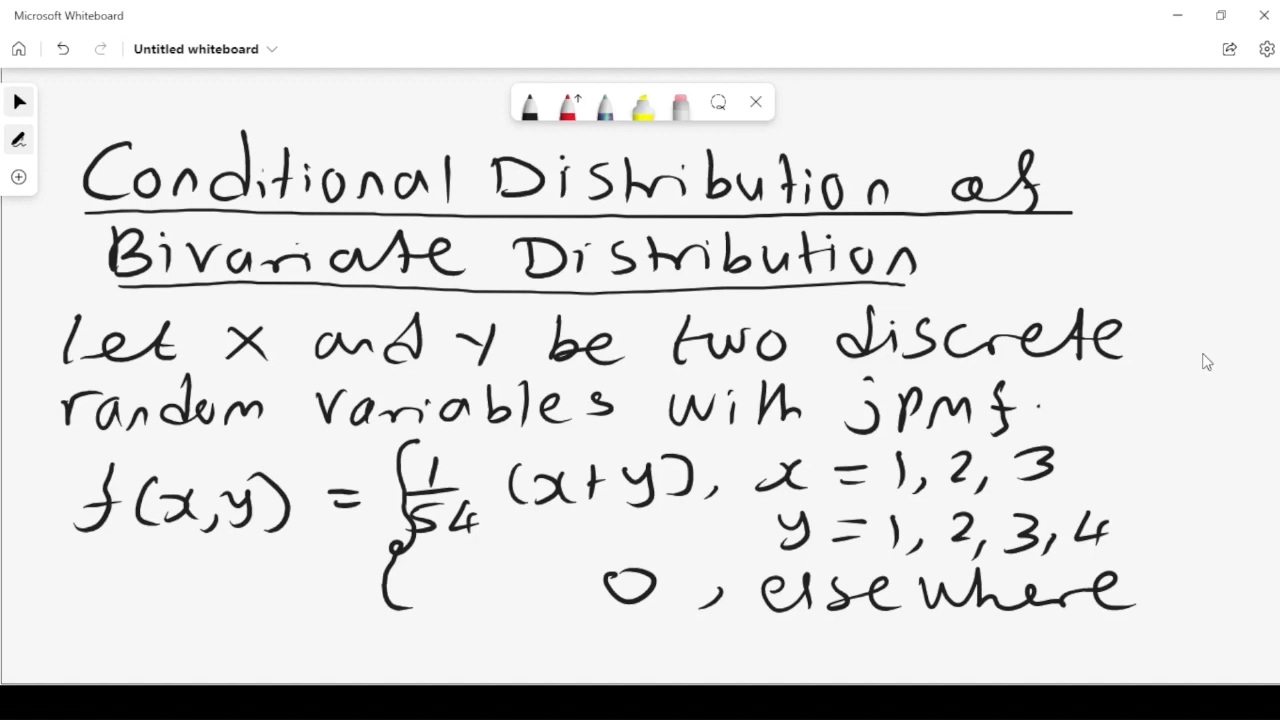 Microsoft Whiteboard
Untitled whiteboard
Conditional Distribution of
Bivariate Distribution
Let X and Y be two discrete
random variables with jpmf.
f(x,y) = { 1/54 (x+y), x = 1, 2, 3
y = 1, 2, 3, 4
0, elsewhere